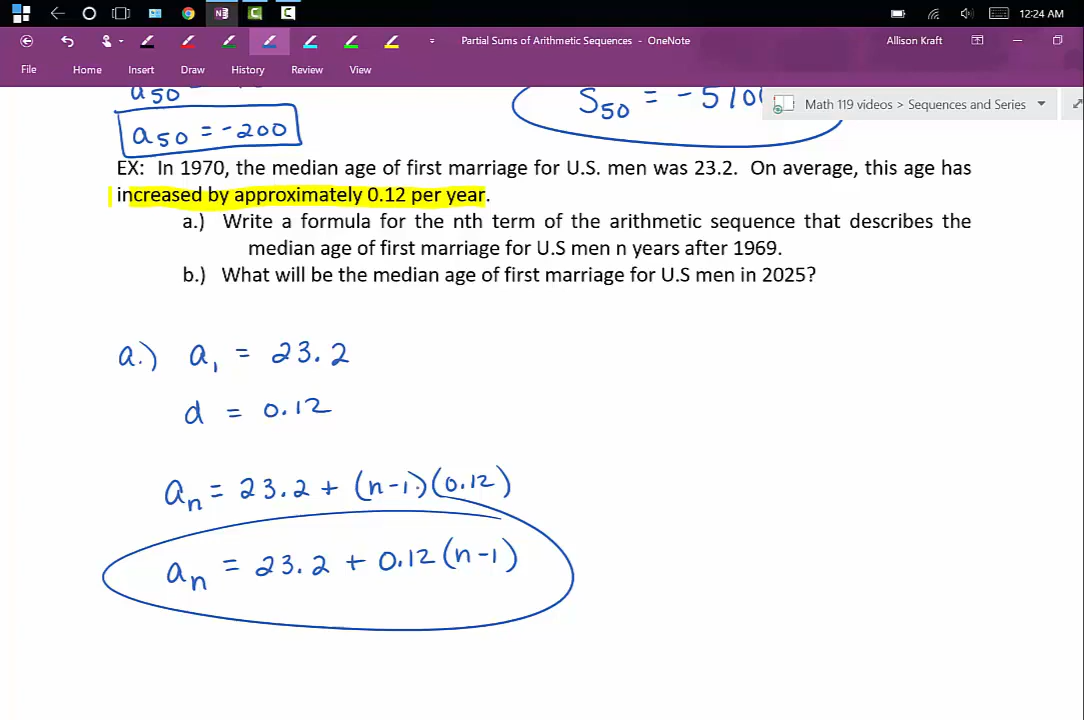 12:24 AM
Partial Sums of Arithmetic Sequences - OneNote
Allison Kraft
File Home Insert Draw History Review View
a50
S50 = -510
Math 119 videos > Sequences and Series
a50 = -200
EX: In 1970, the median age of first marriage for U.S. men was 23.2. On average, this age has
increased by approximately 0.12 per year.
a.) Write a formula for the nth term of the arithmetic sequence that describes the
median age of first marriage for U.S men n years after 1969.
b.) What will be the median age of first marriage for U.S men in 2025?
a.) a1 = 23.2
d = 0.12
an = 23.2 + (n-1)(0.12)
an = 23.2 + 0.12(n-1)